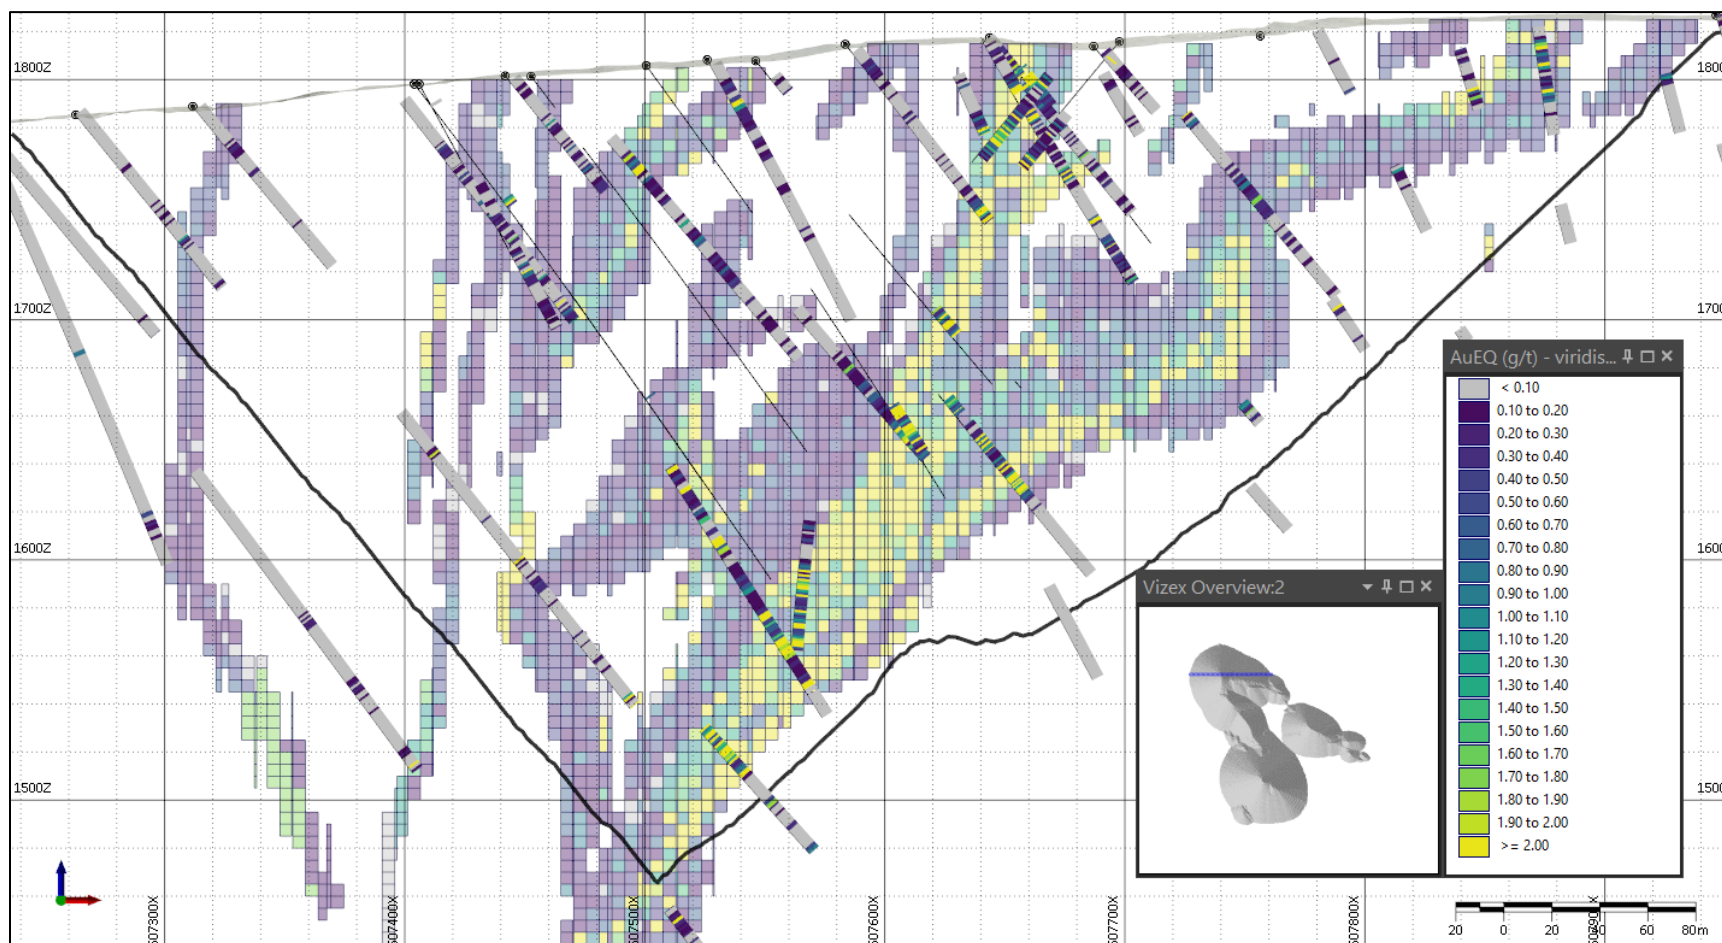 1800Z
1800
1700Z
1700
1600Z
1600
1500Z
1500
AuEQ (g/t) - viridis...
< 0.10
0.10 to 0.20
0.20 to 0.30
0.30 to 0.40
0.40 to 0.50
0.50 to 0.60
0.60 to 0.70
0.70 to 0.80
0.80 to 0.90
0.90 to 1.00
1.00 to 1.10
1.10 to 1.20
1.20 to 1.30
1.30 to 1.40
1.40 to 1.50
1.50 to 1.60
1.60 to 1.70
1.70 to 1.80
1.80 to 1.90
1.90 to 2.00
>= 2.00
Vizex Overview:2
607300X
607400X
607500X
607600X
607700X
607800X
607900X
20 0 20 40 60 80m